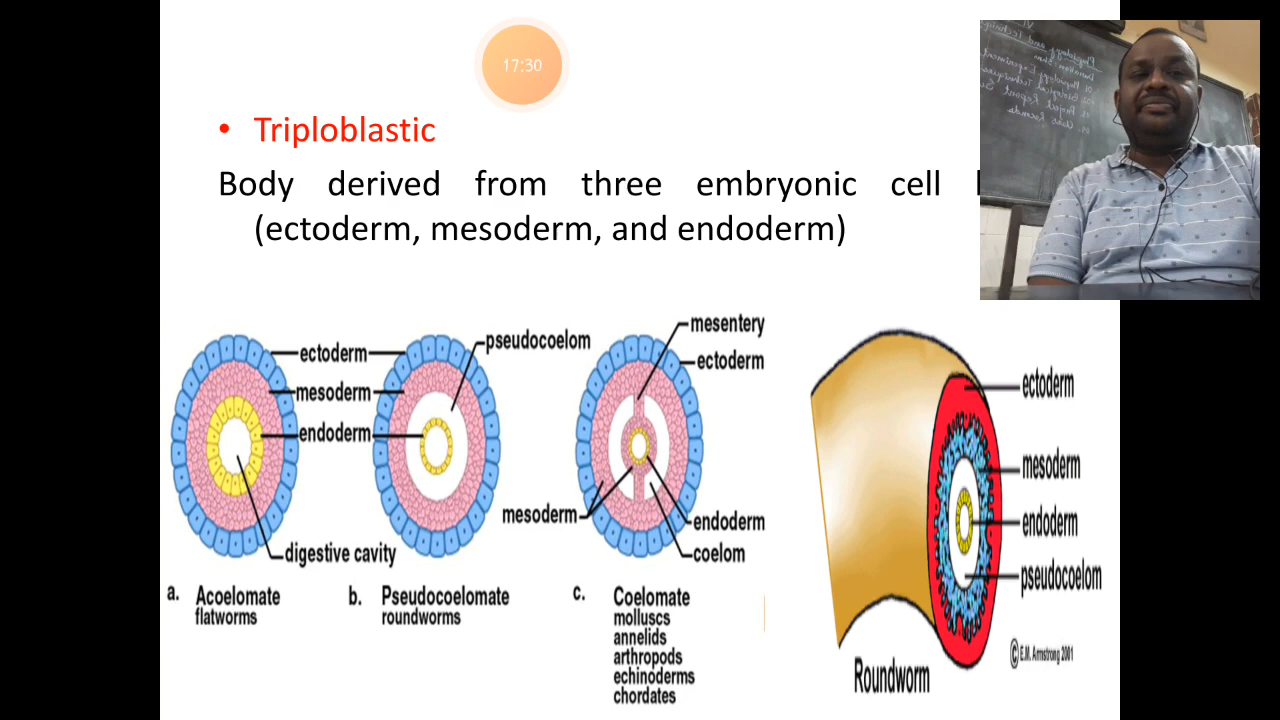 17:30
• Triploblastic
Body derived from three embryonic cell
(ectoderm, mesoderm, and endoderm)
ectoderm
mesoderm
endoderm
digestive cavity
pseudocoelom
mesentery
ectoderm
mesoderm
endoderm
coelom
a. Acoelomate
flatworms
b. Pseudocoelomate
roundworms
c. Coelomate
molluscs
annelids
arthropods
echinoderms
chordates
ectoderm
mesoderm
endoderm
pseudocoelom
Roundworm
© E.M. Armstrong 2001